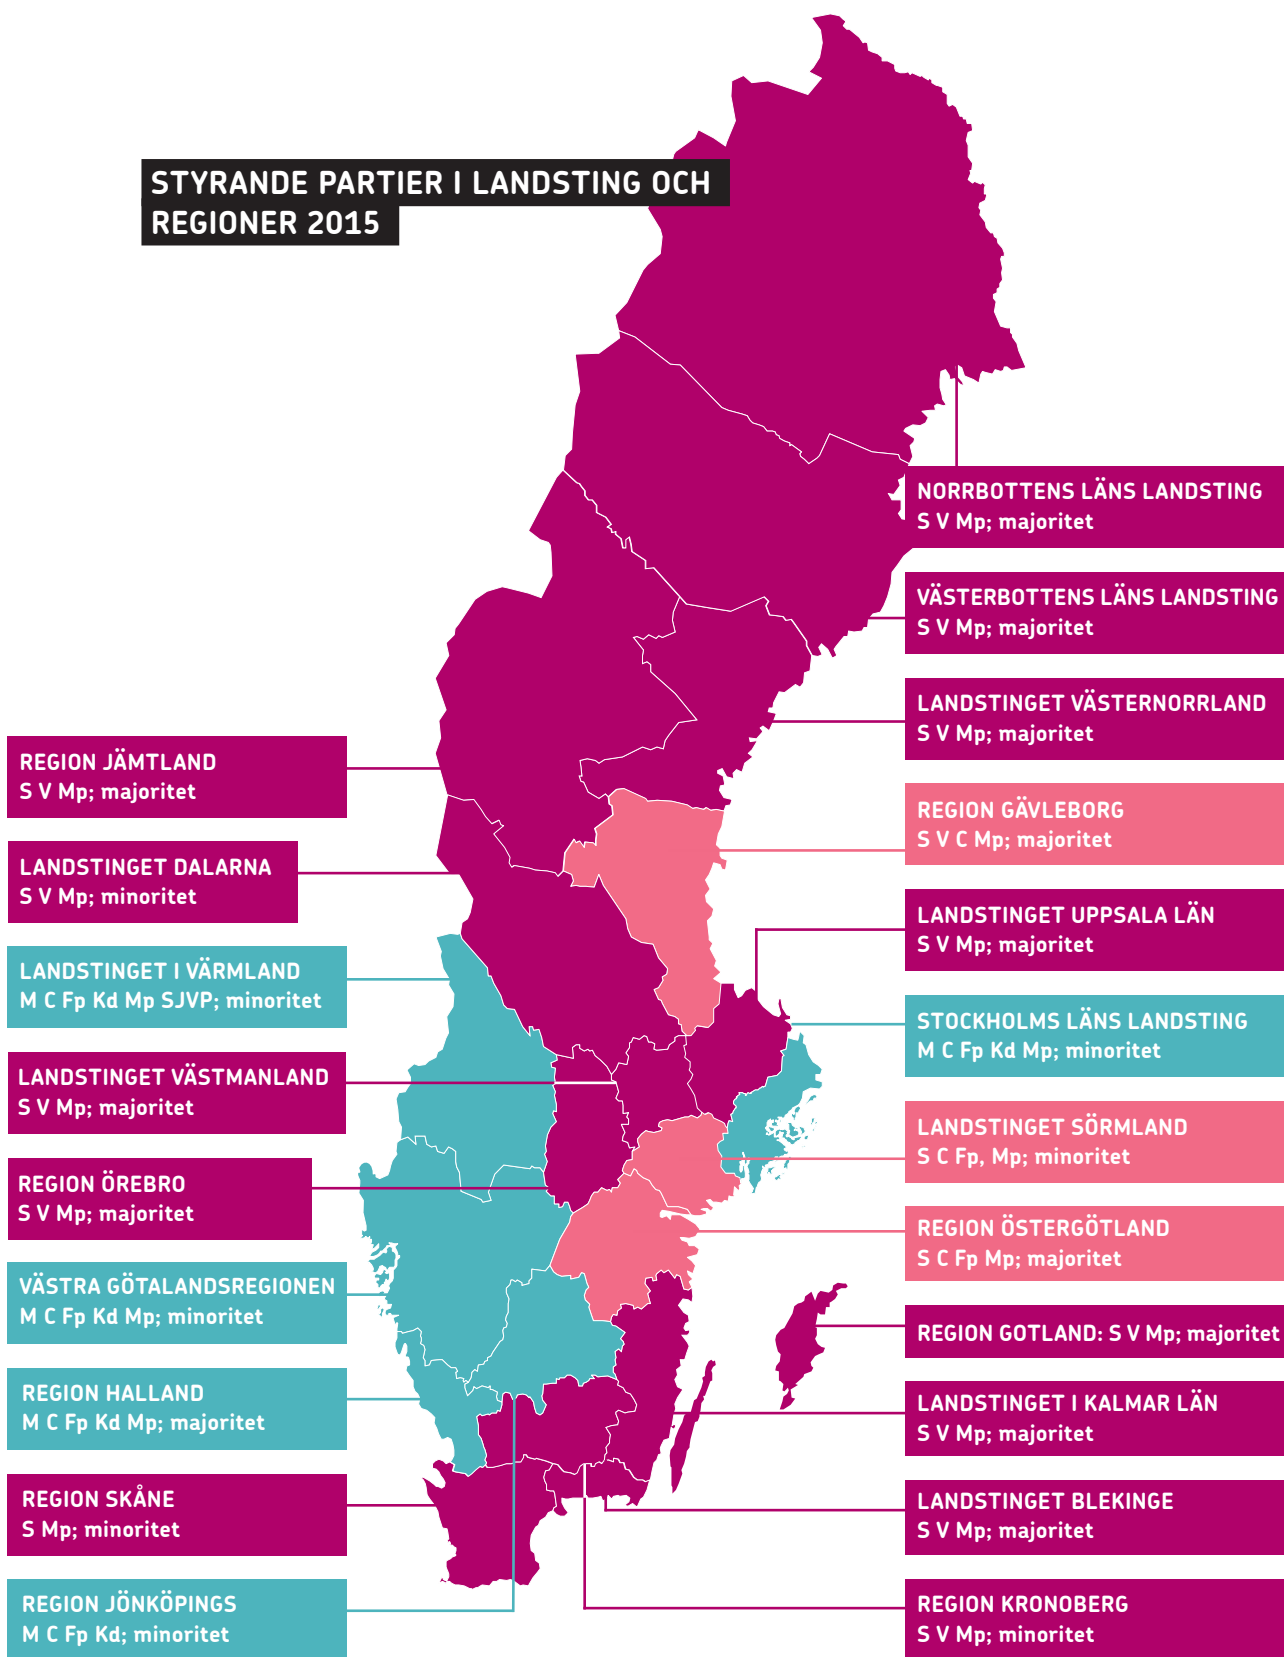 STYRANDE PARTIER I LANDSTING OCH
REGIONER 2015
REGION JÄMTLAND
S V Mp; majoritet
LANDSTINGET DALARNA
S V Mp; minoritet
LANDSTINGET I VÄRMLAND
M C Fp Kd Mp SJVP; minoritet
LANDSTINGET VÄSTMANLAND
S V Mp; majoritet
REGION ÖREBRO
S V Mp; majoritet
VÄSTRA GÖTALANDSREGIONEN
M C Fp Kd Mp; minoritet
REGION HALLAND
M C Fp Kd Mp; majoritet
REGION SKÅNE
S Mp; minoritet
REGION JÖNKÖPINGS
M C Fp Kd; minoritet
NORRBOTTENS LÄNS LANDSTING
S V Mp; majoritet
VÄSTERBOTTENS LÄNS LANDSTING
S V Mp; majoritet
LANDSTINGET VÄSTERNORRLAND
S V Mp; majoritet
REGION GÄVLEBORG
S V C Mp; majoritet
LANDSTINGET UPPSALA LÄN
S V Mp; majoritet
STOCKHOLMS LÄNS LANDSTING
M C Fp Kd Mp; minoritet
LANDSTINGET SÖRMLAND
S C Fp, Mp; minoritet
REGION ÖSTERGÖTLAND
S C Fp Mp; majoritet
REGION GOTLAND: S V Mp; majoritet
LANDSTINGET I KALMAR LÄN
S V Mp; majoritet
LANDSTINGET BLEKINGE
S V Mp; majoritet
REGION KRONOBERG
S V Mp; minoritet